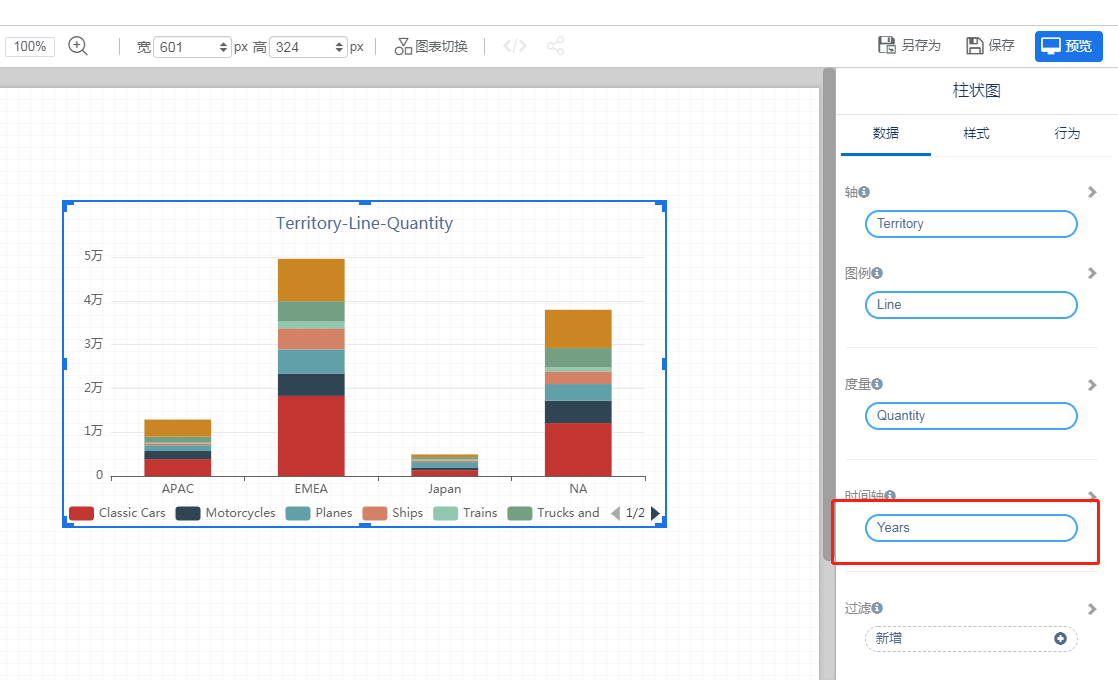 100%
宽 601 px 高 324 px
图表切换
另存为
保存
预览
柱状图
数据 样式 行为
轴
Territory
图例
Line
度量
Quantity
时间轴
Years
过滤
新增
Territory-Line-Quantity
5万
4万
3万
2万
1万
0
APAC EMEA Japan NA
Classic Cars Motorcycles Planes Ships Trains Trucks and 1/2